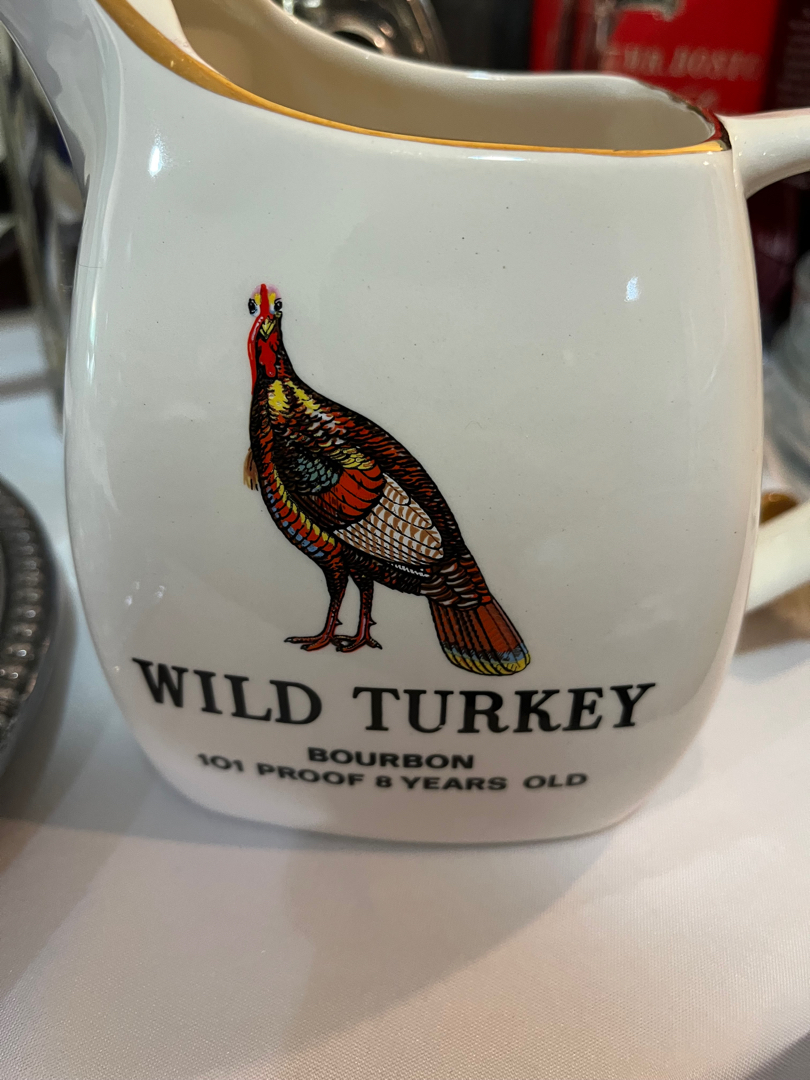 WILD TURKEY
BOURBON
101 PROOF 8 YEARS OLD